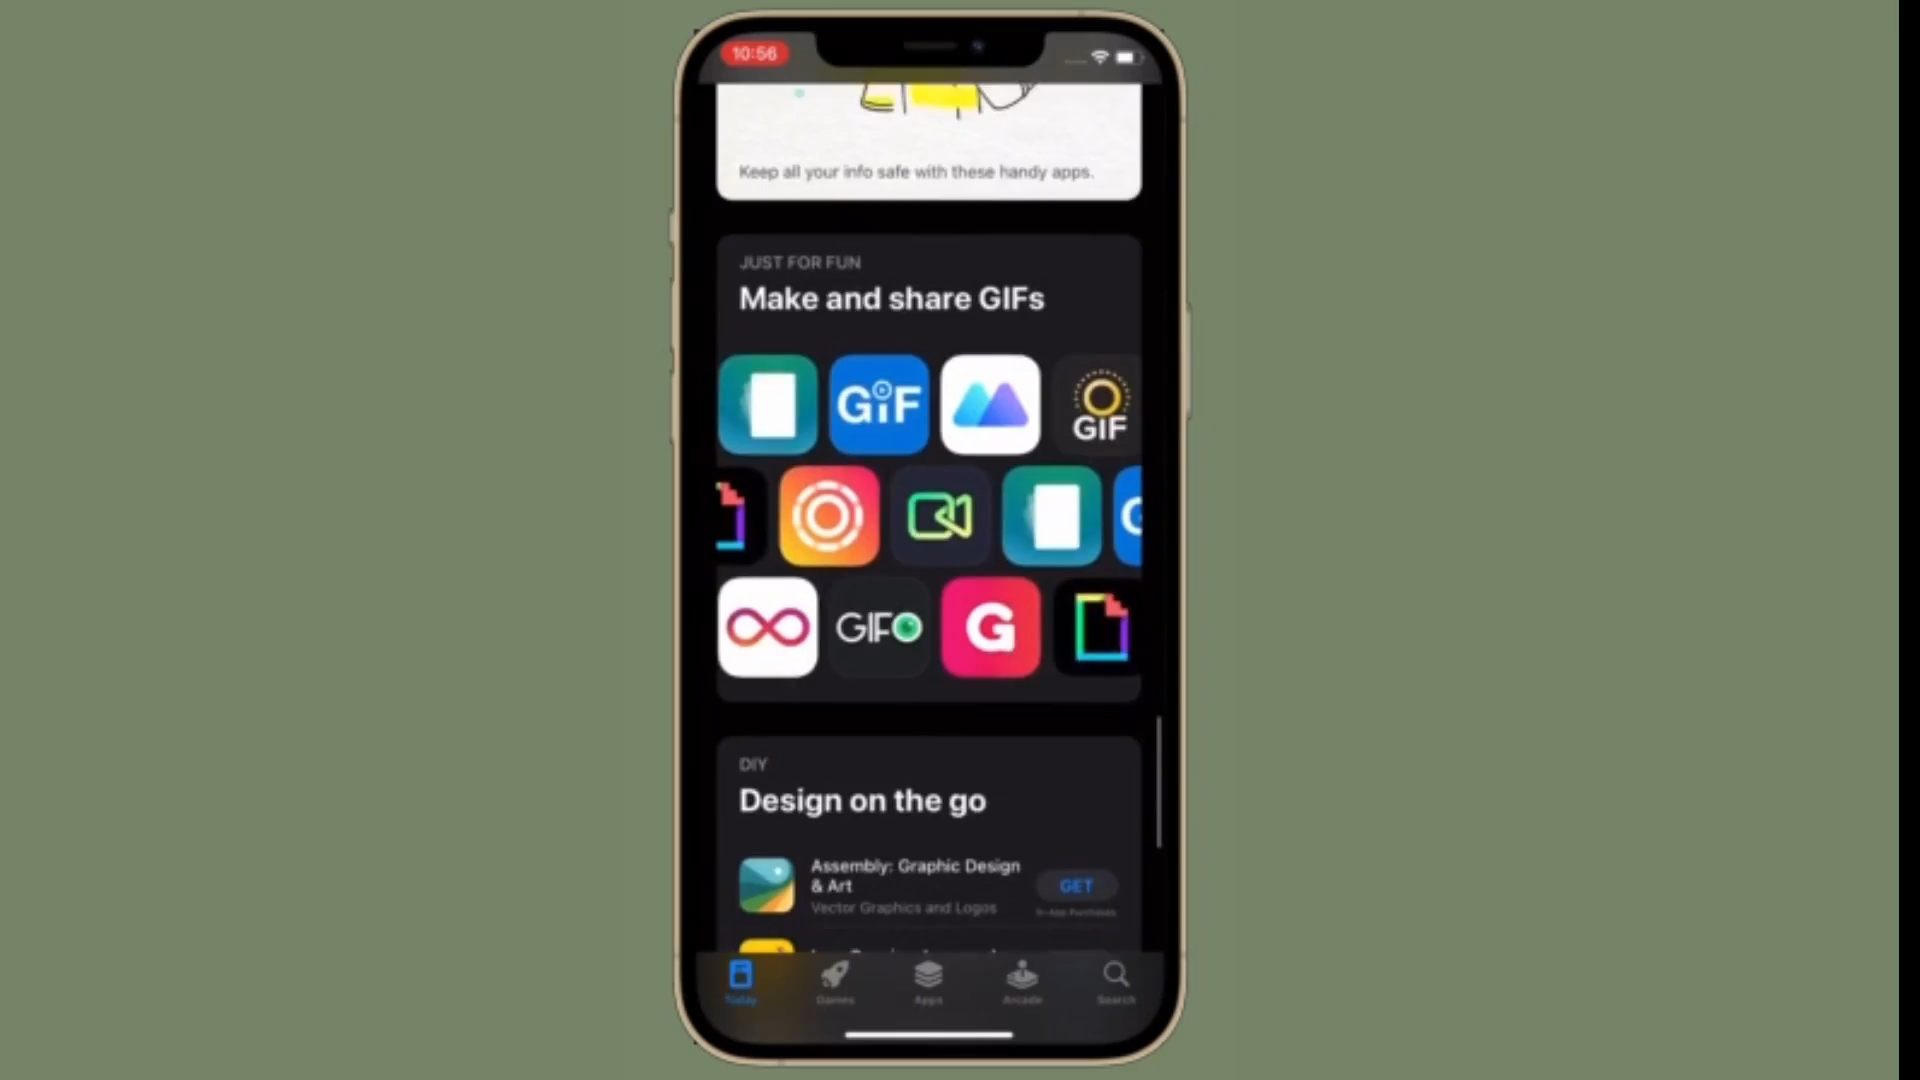 10:56
Keep all your info safe with these handy apps.
JUST FOR FUN
Make and share GIFs
GIF
GIF
G
GIFO
G
DIY
Design on the go
Assembly: Graphic Design
& Art
GET
Vector Graphics and Logos
In-App Purchases
Today
Games
Apps
Arcade
Search